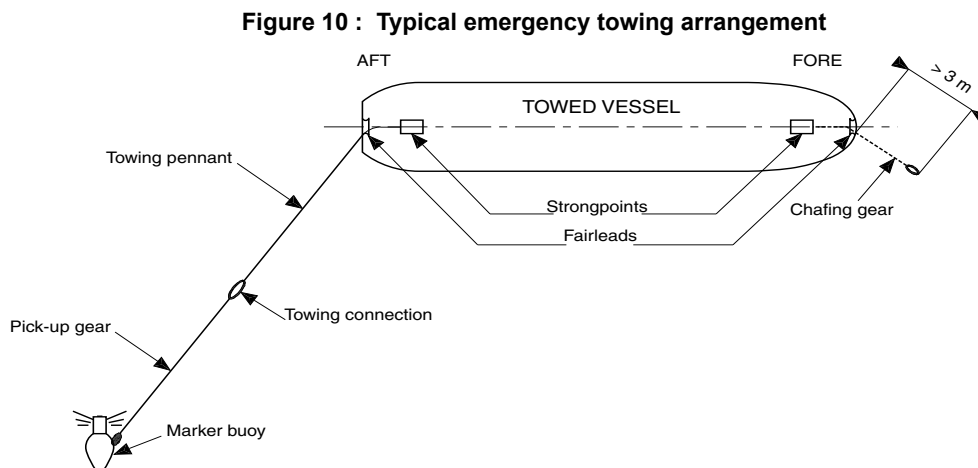 Figure 10 : Typical emergency towing arrangement
AFT
FORE
> 3 m
TOWED VESSEL
Towing pennant
Strongpoints
Chafing gear
Fairleads
Towing connection
Pick-up gear
Marker buoy